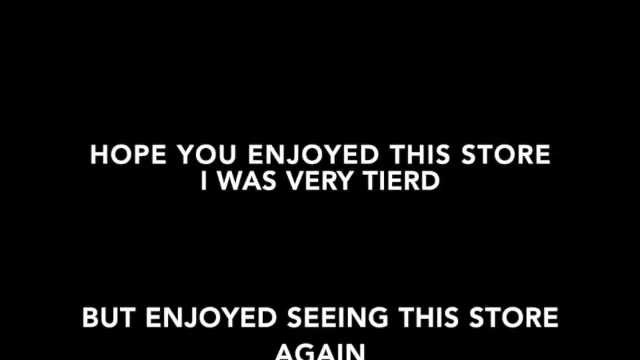 HOPE YOU ENJOYED THIS STORE
I WAS VERY TIERD
BUT ENJOYED SEEING THIS STORE
AGAIN